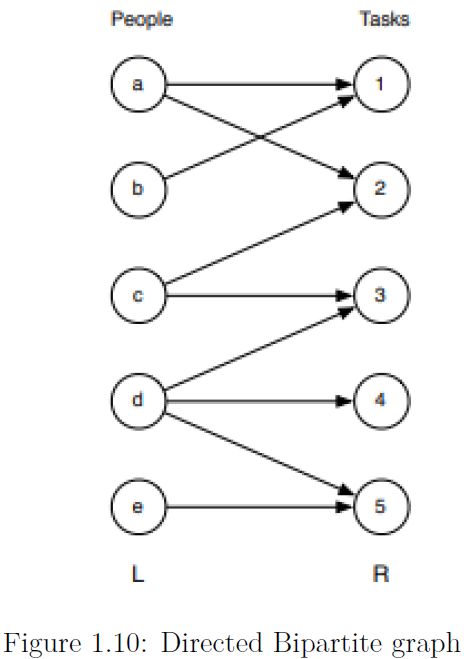 People Tasks
a 1
b 2
c 3
d 4
e 5
L R
Figure 1.10: Directed Bipartite graph